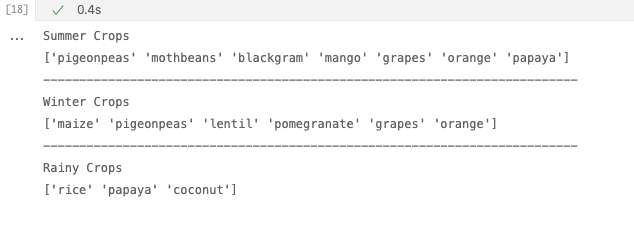 [18] ✓ 0.4s
... Summer Crops
['pigeonpeas' 'mothbeans' 'blackgram' 'mango' 'grapes' 'orange' 'papaya']
--------------------------------------------------------------------------
Winter Crops
['maize' 'pigeonpeas' 'lentil' 'pomegranate' 'grapes' 'orange']
--------------------------------------------------------------------------
Rainy Crops
['rice' 'papaya' 'coconut']